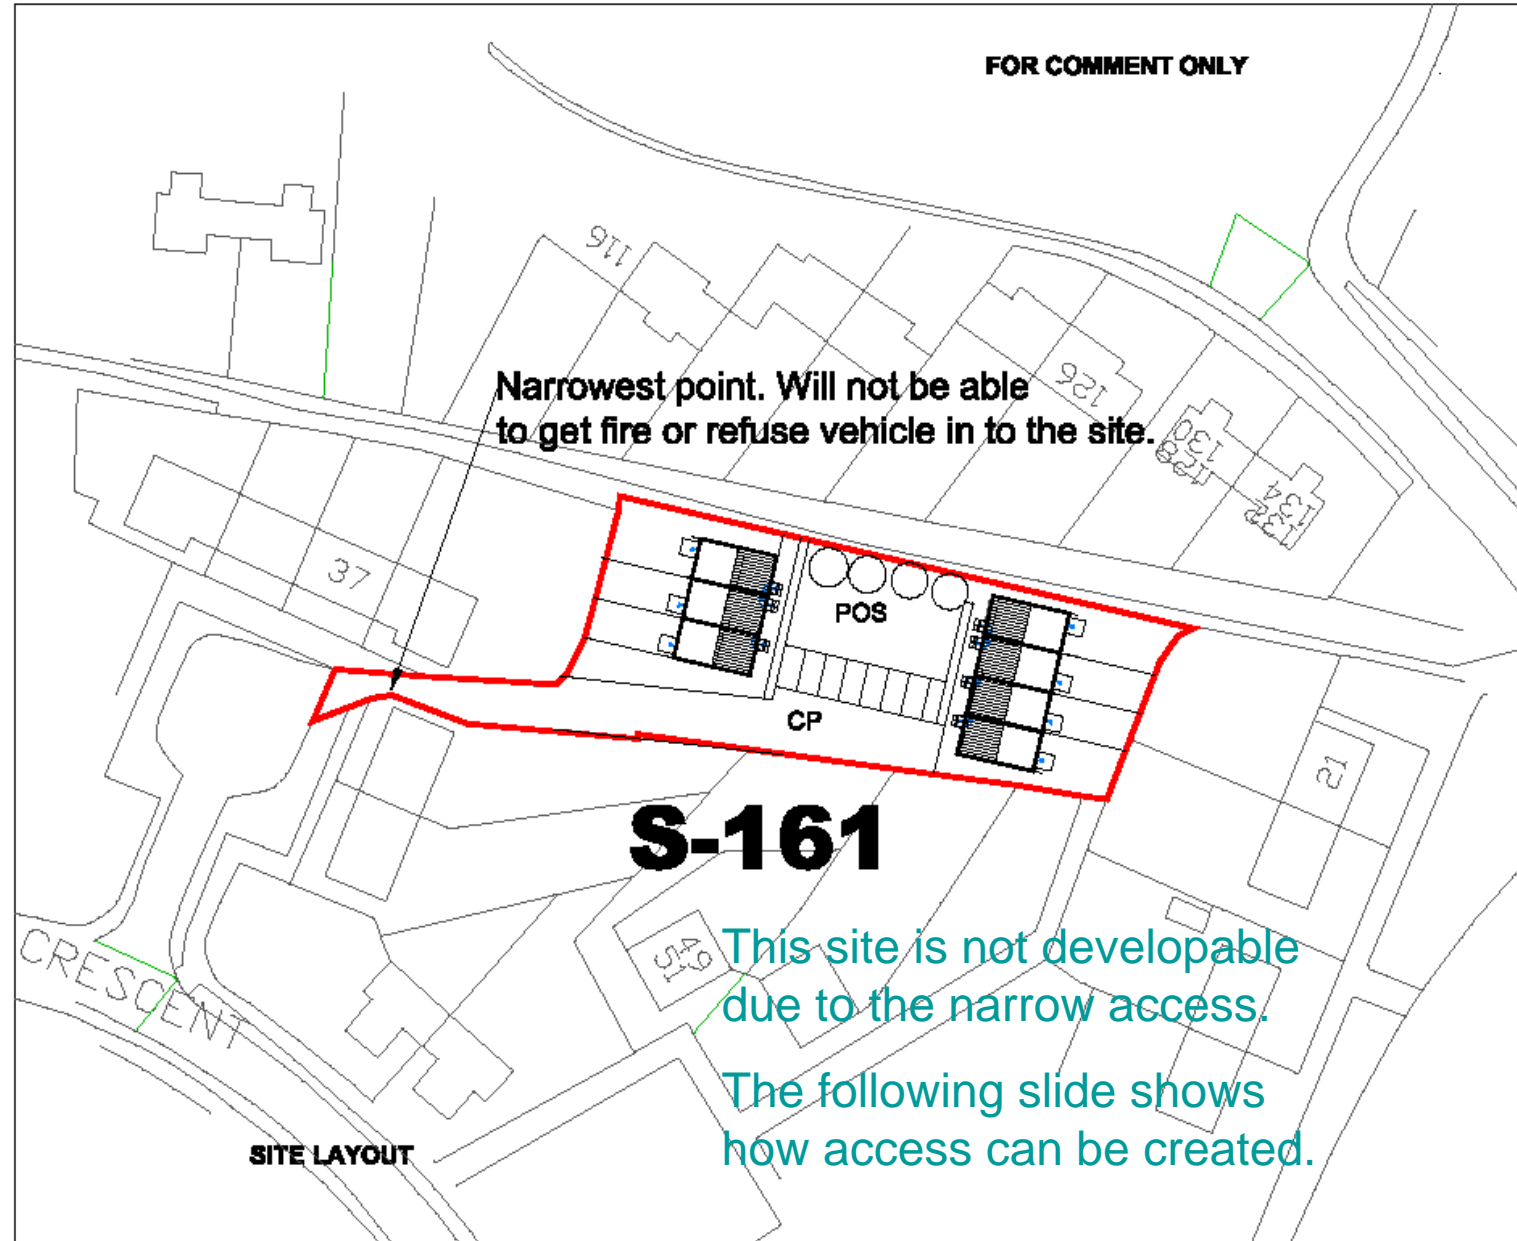 FOR COMMENT ONLY
116
Narrowest point. Will not be able
to get fire or refuse vehicle in to the site.
126
130
128
134
132
37
POS
CP
21
S-161
49
51
This site is not developable
due to the narrow access.
CRESCENT
The following slide shows
how access can be created.
SITE LAYOUT